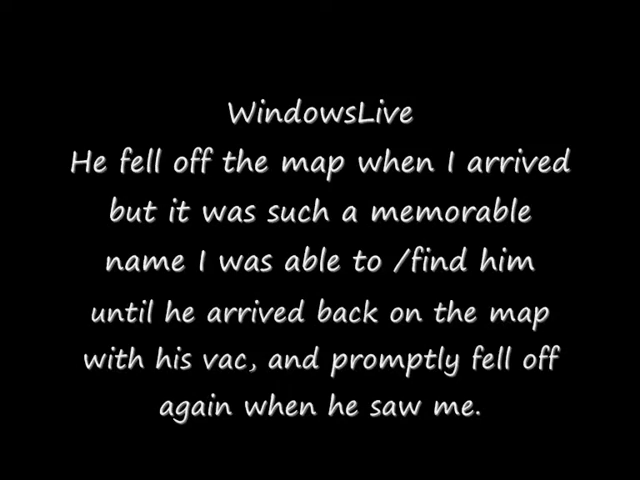 WindowsLive
He fell off the map when I arrived
but it was such a memorable
name I was able to /find him
until he arrived back on the map
with his vac, and promptly fell off
again when he saw me.